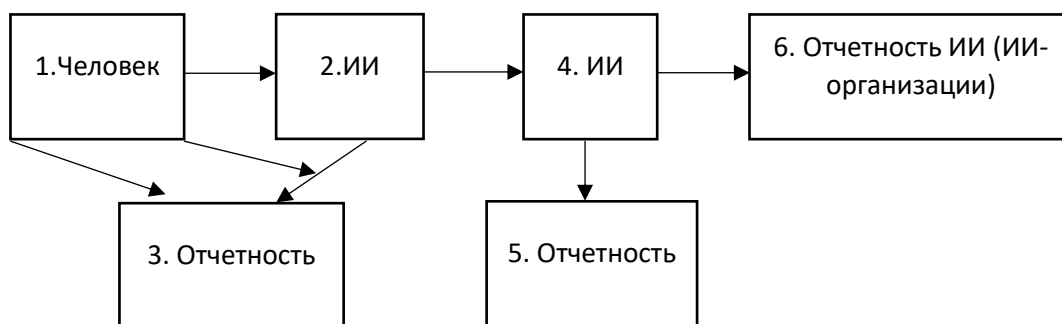 1.Человек
2.ИИ
4. ИИ
6. Отчетность ИИ (ИИ-
организации)
3. Отчетность
5. Отчетность